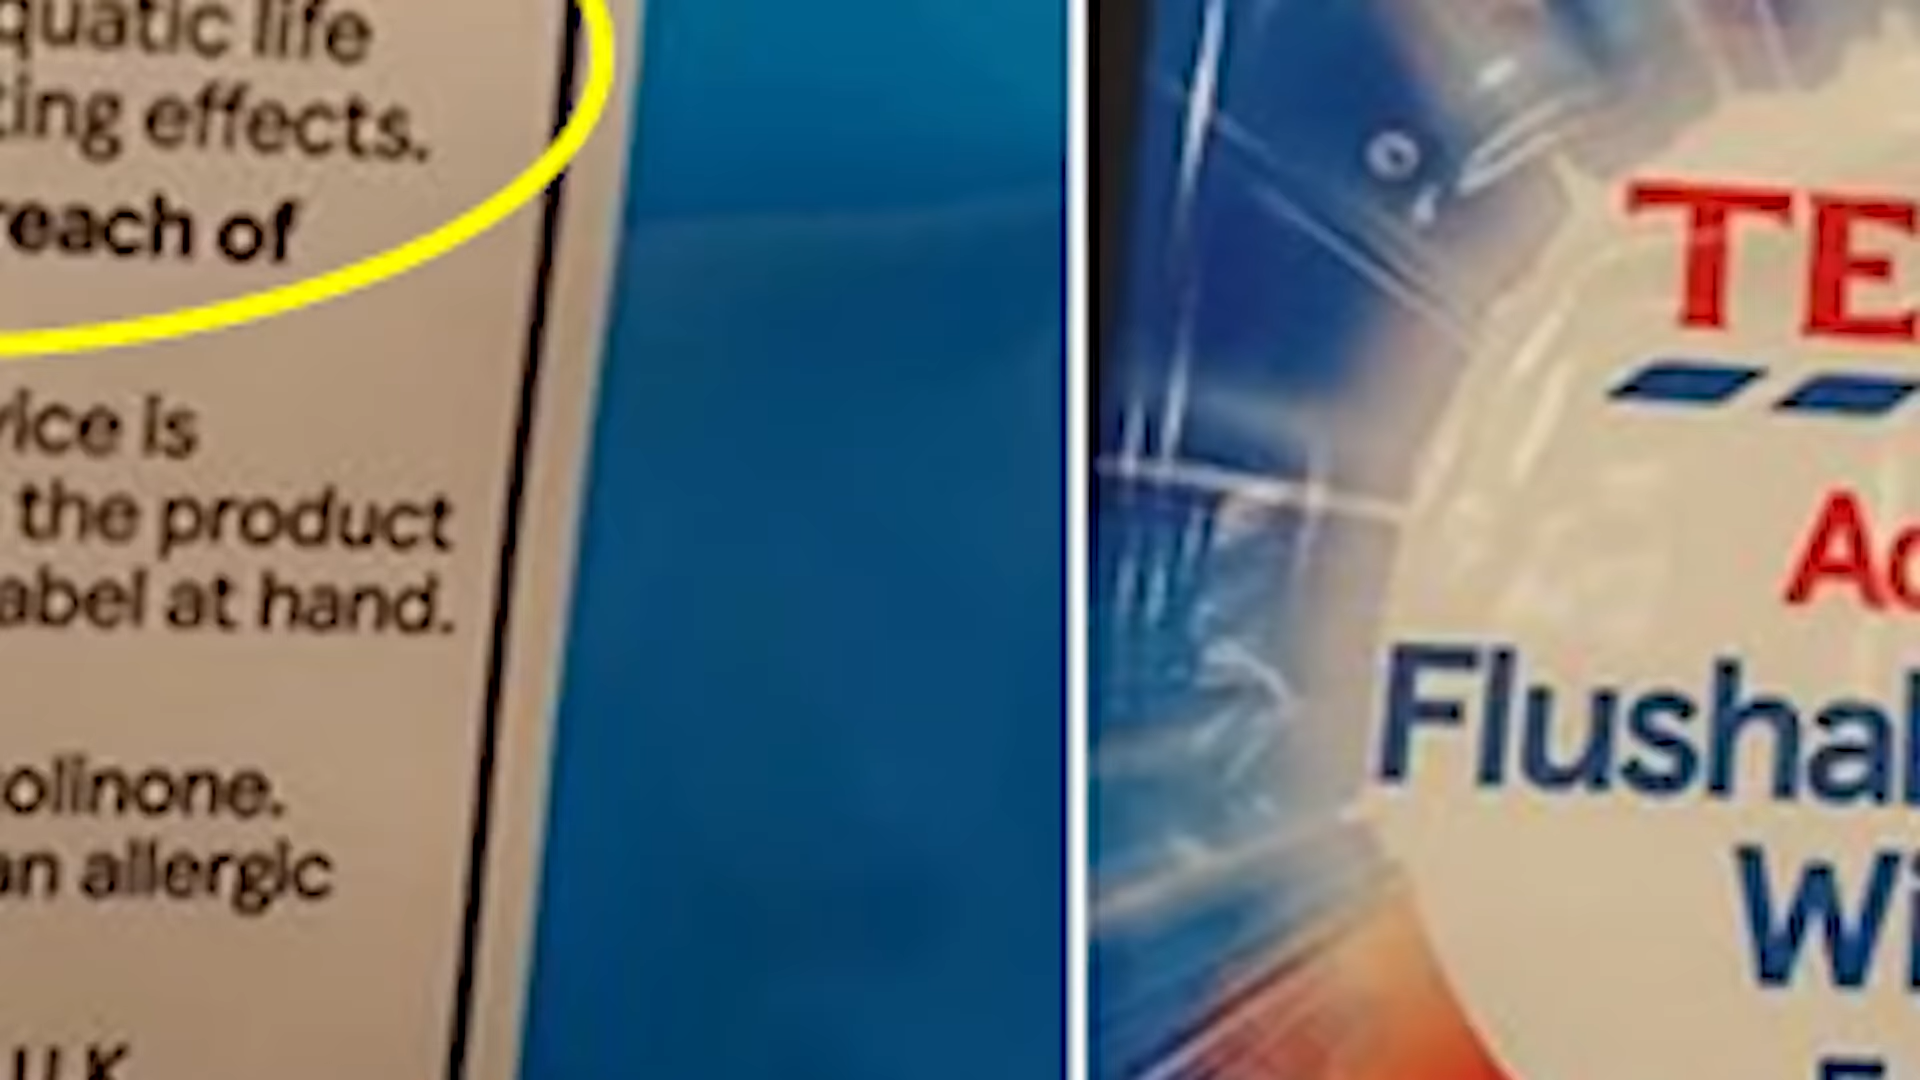 quatic life
ting effects.
reach of
vice is
the product
abel at hand.
olinone.
an allergic
U.K
TE
Ac
Flushal
Wi